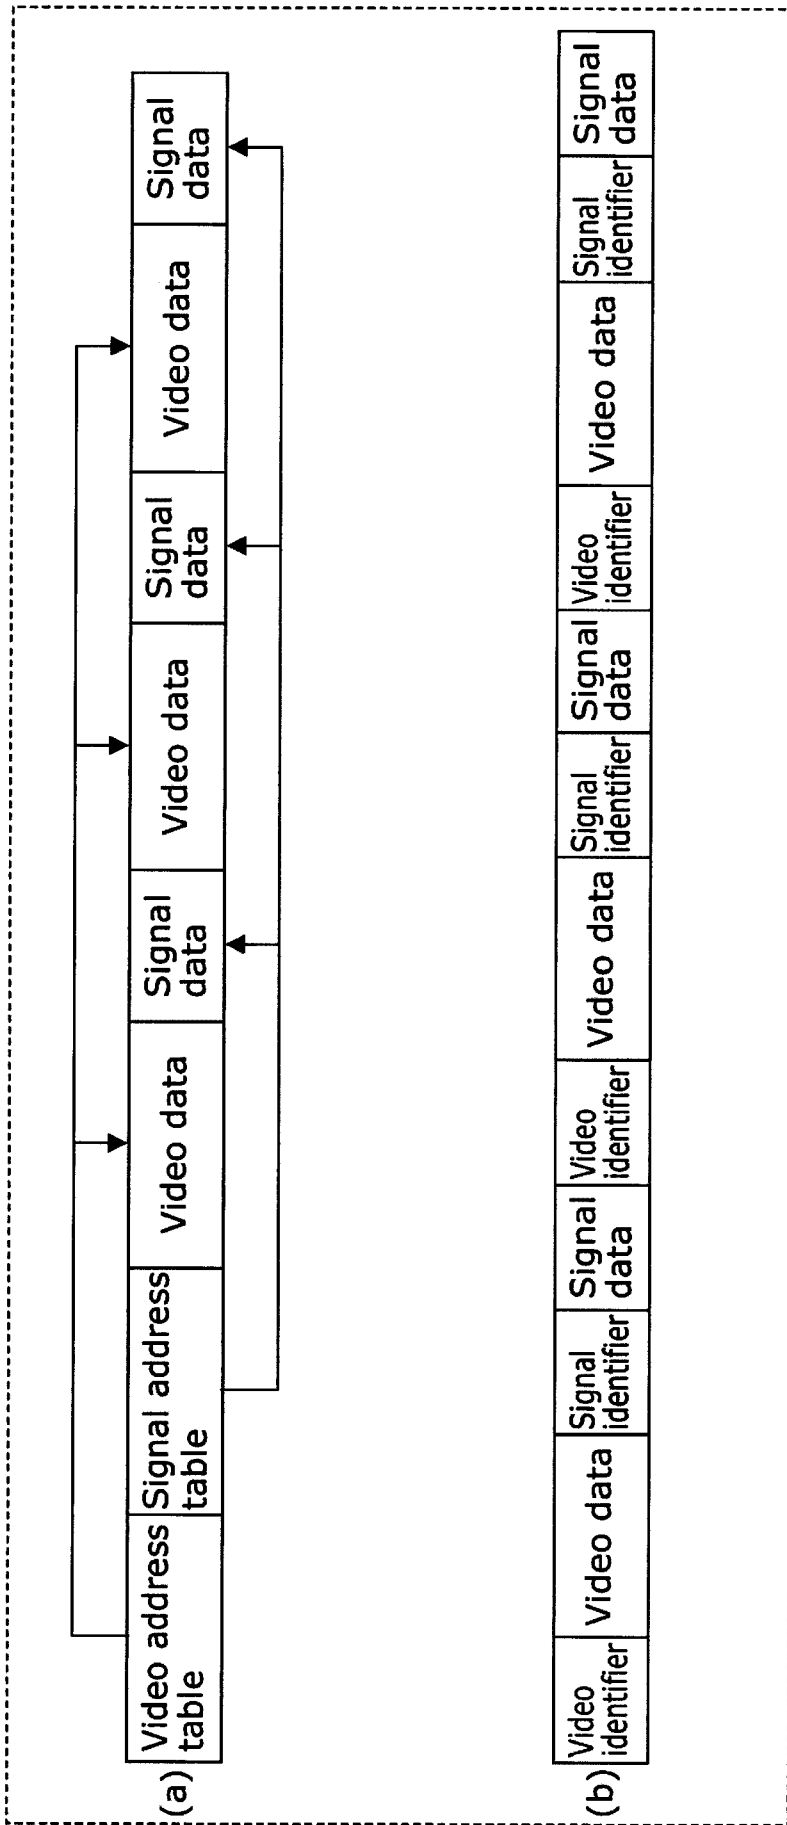 (a)
Video address
table
Signal address
table
Video data
Signal
data
Video data
Signal
data
Video data
Signal
data
(b)
Video
identifier
Video data
Signal
identifier
Signal
data
Video
identifier
Video data
Signal
identifier
Signal
data
Video
identifier
Video data
Signal
identifier
Signal
data